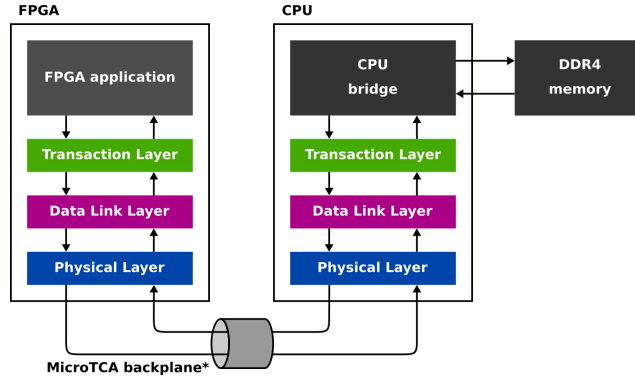 FPGA
FPGA application
Transaction Layer
Data Link Layer
Physical Layer
CPU
CPU
bridge
Transaction Layer
Data Link Layer
Physical Layer
DDR4
memory
MicroTCA backplane*